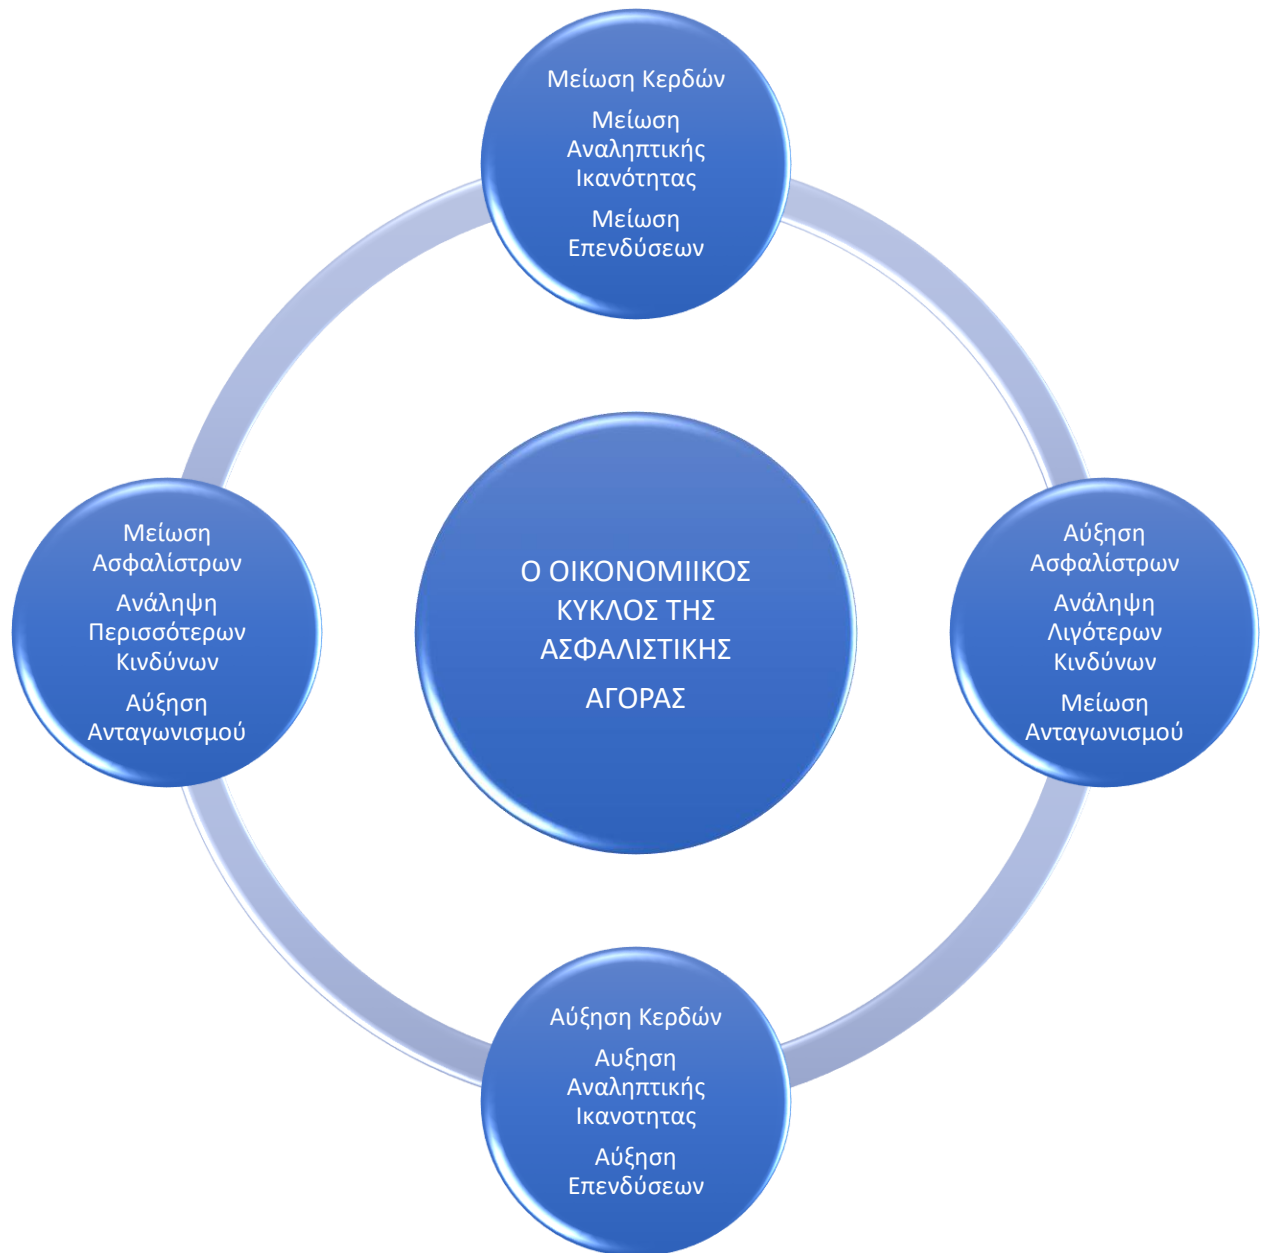 Μείωση Κερδών
Μείωση
Αναληπτικής
Ικανότητας
Μείωση
Επενδύσεων
Μείωση
Ασφαλίστρων
Ανάληψη
Περισσότερων
Κινδύνων
Αύξηση
Ανταγωνισμού
Ο ΟΙΚΟΝΟΜΙΙΚΟΣ
ΚΥΚΛΟΣ ΤΗΣ
ΑΣΦΑΛΙΣΤΙΚΗΣ
ΑΓΟΡΑΣ
Αύξηση
Ασφαλίστρων
Ανάληψη
Λιγότερων
Κινδύνων
Μείωση
Ανταγωνισμού
Αύξηση Κερδών
Αυξηση
Αναληπτικής
Ικανοτητας
Αύξηση
Επενδύσεων